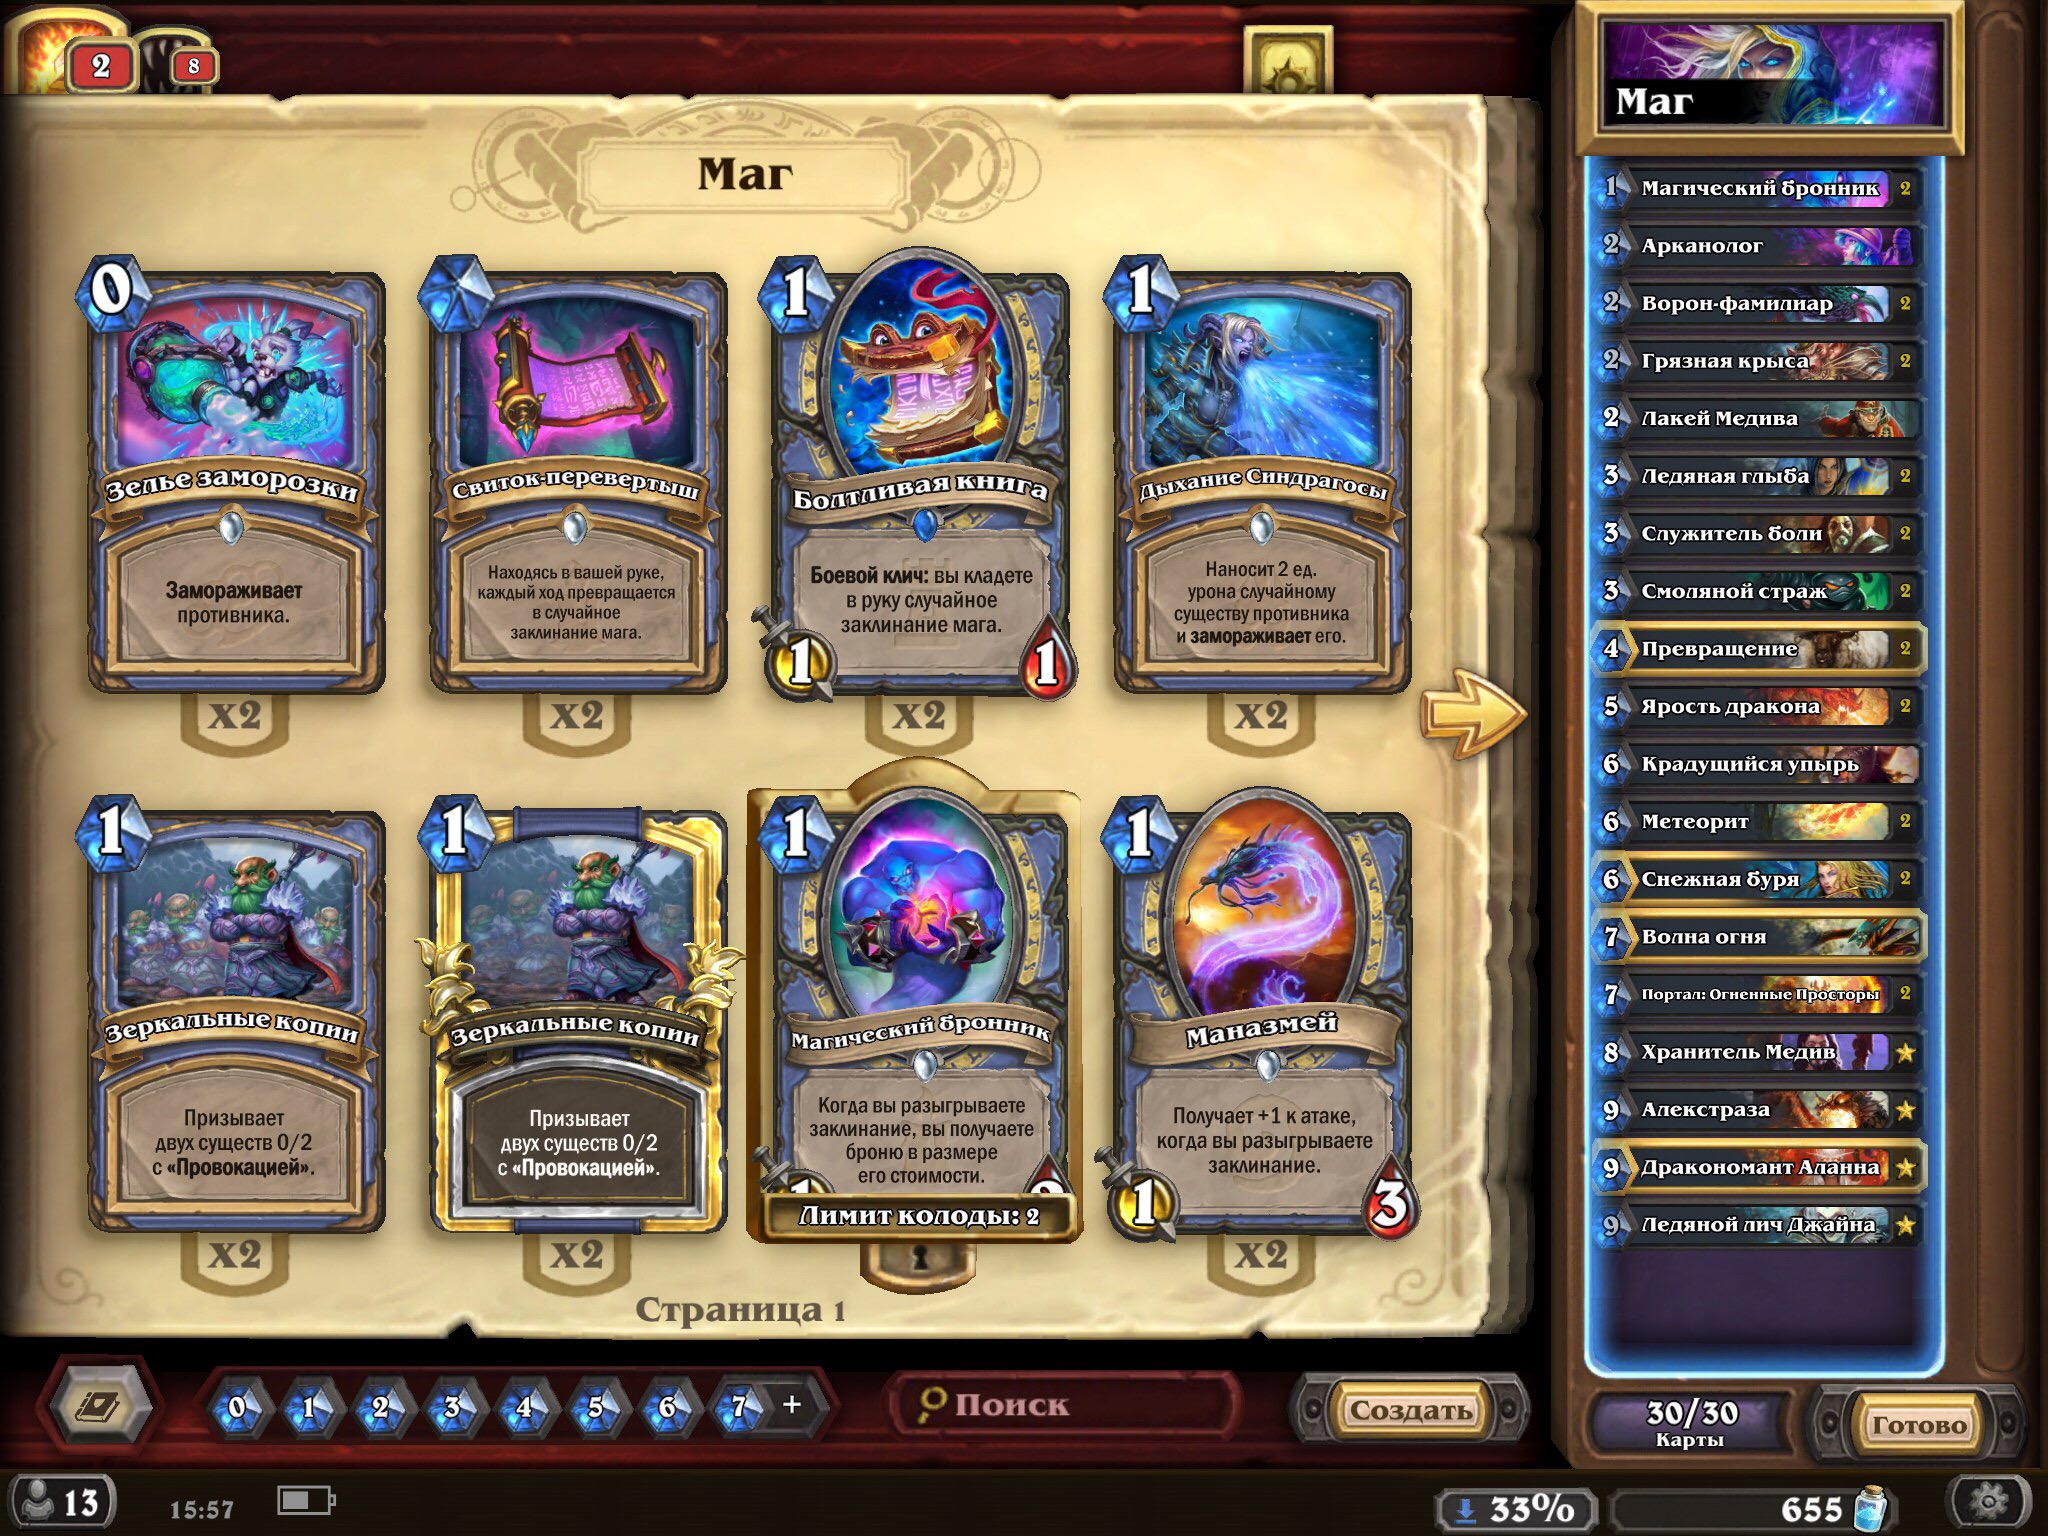 2
8
Маг
0
Зелье заморозки
Замораживает
противника.
X2
Свиток-перевертыш
Находясь в вашей руке,
каждый ход превращается
в случайное
заклинание мага.
X2
1
Болтливая книга
Боевой клич: вы кладете
в руку случайное
заклинание мага.
1
1
X2
1
Дыхание Синдрагосы
Наносит 2 ед.
урона случайному
существу противника
и замораживает его.
X2
1
Зеркальные копии
Призывает
двух существ 0/2
с «Провокацией».
X2
1
Зеркальные копии
Призывает
двух существ 0/2
с «Провокацией».
X2
1
Магический бронник
Когда вы разыгрываете
заклинание, вы получаете
броню в размере
его стоимости.
Лимит колоды: 2
1
Маназмей
Получает +1 к атаке,
когда вы разыгрываете
заклинание.
1
3
X2
Страница 1
0 1 2 3 4 5 6 7 +
Поиск
Создать
Маг
1 Магический бронник 2
2 Арканолог
2 Ворон-фамилиар 2
2 Грязная крыса 2
2 Лакей Медива
3 Ледяная глыба 2
3 Служитель боли 2
3 Смоляной страж 2
4 Превращение 2
5 Ярость дракона 2
6 Крадущийся упырь
6 Метеорит 2
6 Снежная буря 2
7 Волна огня
7 Портал: Огненные Просторы 2
8 Хранитель Медив
9 Алекстраза
9 Дракономант Аланна
9 Ледяной лич Джайна
30/30
Карты
Готово
13
15:57
33%
655